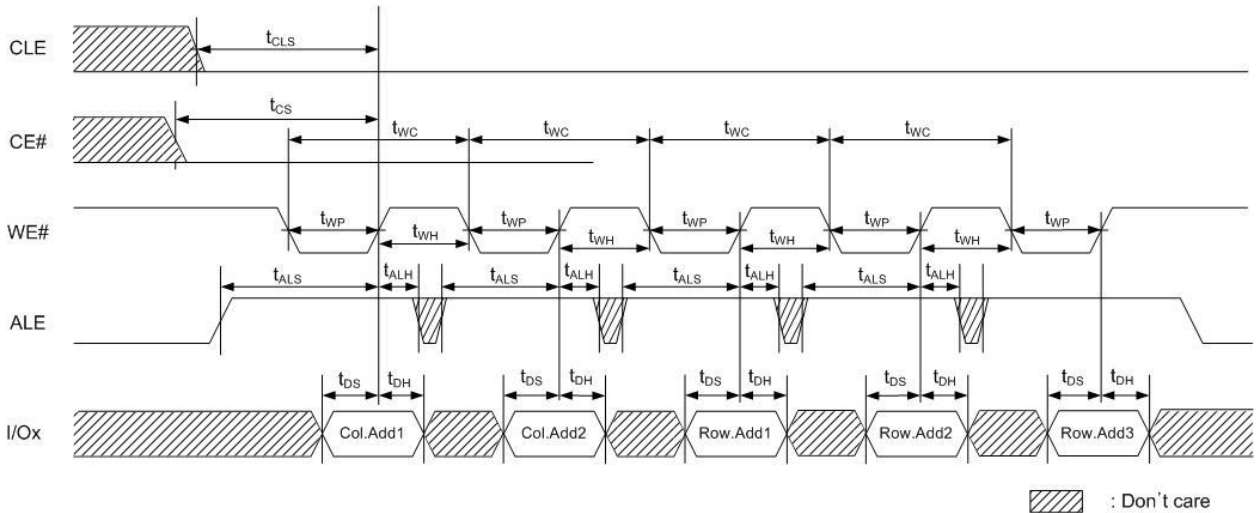 CLE
tCLS
CE#
tCS
tWC tWC tWC tWC
WE#
tWP tWP tWP tWP tWP
tWH tWH tWH tWH
ALE
tALS tALH tALS tALH tALS tALH tALS tALH
tDS tDH tDS tDH tDS tDH tDS tDH tDS tDH
I/Ox
Col.Add1 Col.Add2 Row.Add1 Row.Add2 Row.Add3
: Don't care